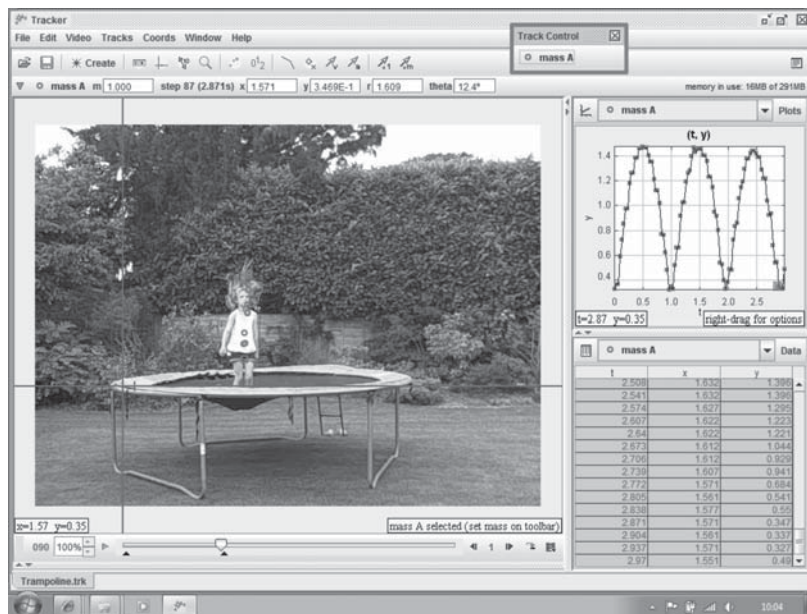 Tracker
File Edit Video Tracks Coords Window Help
Track Control
mass A
Create
mass A m 1.000 step 87 (2.871s) x 1.571 y 3.469E-1 r 1.609 theta 12.4°
memory in use: 16MB of 291MB
mass A Plots
(t, y)
1.4
1.2
1.0
0.8
0.6
0.4
y
0 0.5 1.0 1.5 2.0 2.5
t
t=2.87 y=0.35 right-drag for options
mass A Data
t x y
2.508 1.632 1.396
2.541 1.632 1.396
2.574 1.627 1.295
2.607 1.622 1.223
2.64 1.622 1.221
2.673 1.612 1.044
2.706 1.612 0.929
2.739 1.607 0.941
2.772 1.571 0.684
2.805 1.561 0.541
2.838 1.577 0.55
2.871 1.571 0.347
2.904 1.561 0.337
2.937 1.571 0.327
2.97 1.551 0.49
x=1.57 y=0.35 mass A selected (set mass on toolbar)
090 100% 1
Trampoline.trk
10:04